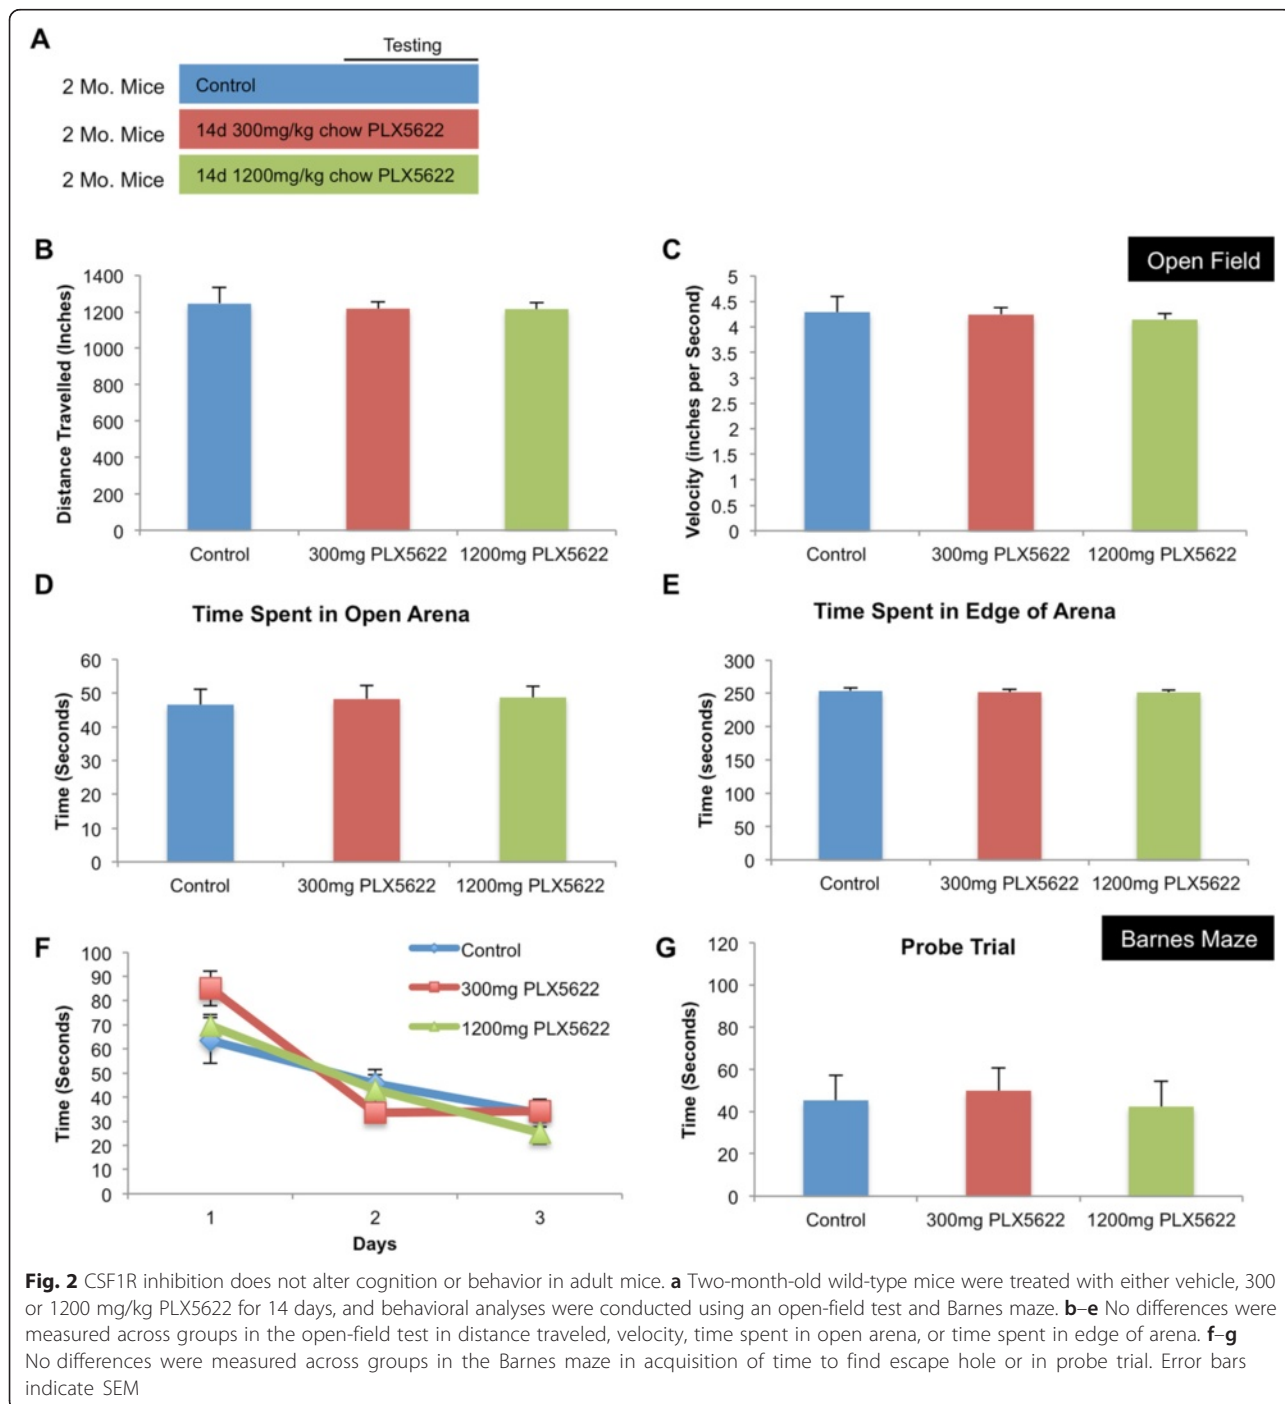 A
Testing
2 Mo. Mice
Control
2 Mo. Mice
14d 300mg/kg chow PLX5622
2 Mo. Mice
14d 1200mg/kg chow PLX5622
B
Distance Travelled (Inches)
1400
1200
1000
800
600
400
200
0
Control
300mg PLX5622
1200mg PLX5622
C
Open Field
Velocity (inches per Second)
5
4.5
4
3.5
3
2.5
2
1.5
1
0.5
0
Control
300mg PLX5622
1200mg PLX5622
D
Time Spent in Open Arena
Time (Seconds)
60
50
40
30
20
10
0
Control
300mg PLX5622
1200mg PLX5622
E
Time Spent in Edge of Arena
Time (seconds)
300
250
200
150
100
50
0
Control
300mg PLX5622
1200mg PLX5622
F
Time (Seconds)
100
90
80
70
60
50
40
30
20
10
0
1
2
3
Days
Control
300mg PLX5622
1200mg PLX5622
G
Probe Trial
Barnes Maze
Time (Seconds)
120
100
80
60
40
20
0
Control
300mg PLX5622
1200mg PLX5622
Fig. 2 CSF1R inhibition does not alter cognition or behavior in adult mice. a Two-month-old wild-type mice were treated with either vehicle, 300
or 1200 mg/kg PLX5622 for 14 days, and behavioral analyses were conducted using an open-field test and Barnes maze. b–e No differences were
measured across groups in the open-field test in distance traveled, velocity, time spent in open arena, or time spent in edge of arena. f–g
No differences were measured across groups in the Barnes maze in acquisition of time to find escape hole or in probe trial. Error bars
indicate SEM